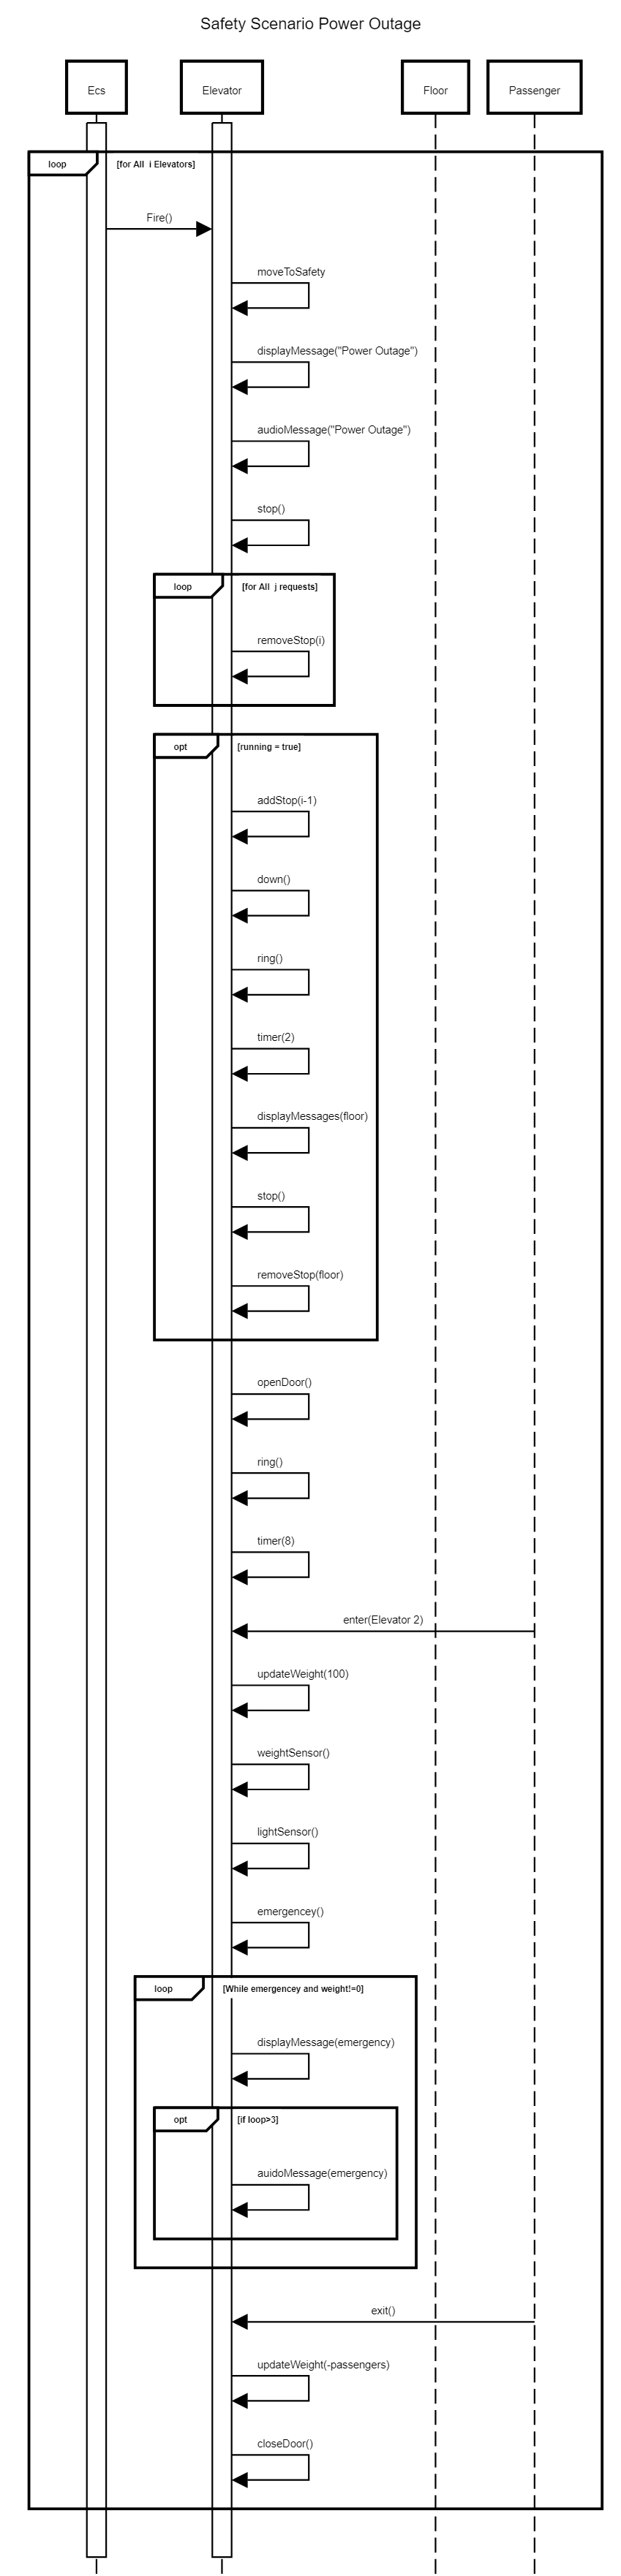 Safety Scenario Power Outage
Ecs
Elevator
Floor
Passenger
loop
[for All i Elevators]
Fire()
moveToSafety
displayMessage("Power Outage")
audioMessage("Power Outage")
stop()
loop
[for All j requests]
removeStop(i)
opt
[running = true]
addStop(i-1)
down()
ring()
timer(2)
displayMessages(floor)
stop()
removeStop(floor)
openDoor()
ring()
timer(8)
enter(Elevator 2)
updateWeight(100)
weightSensor()
lightSensor()
emergencey()
loop
[While emergencey and weight!=0]
displayMessage(emergency)
opt
[if loop>3]
auidoMessage(emergency)
exit()
updateWeight(-passengers)
closeDoor()